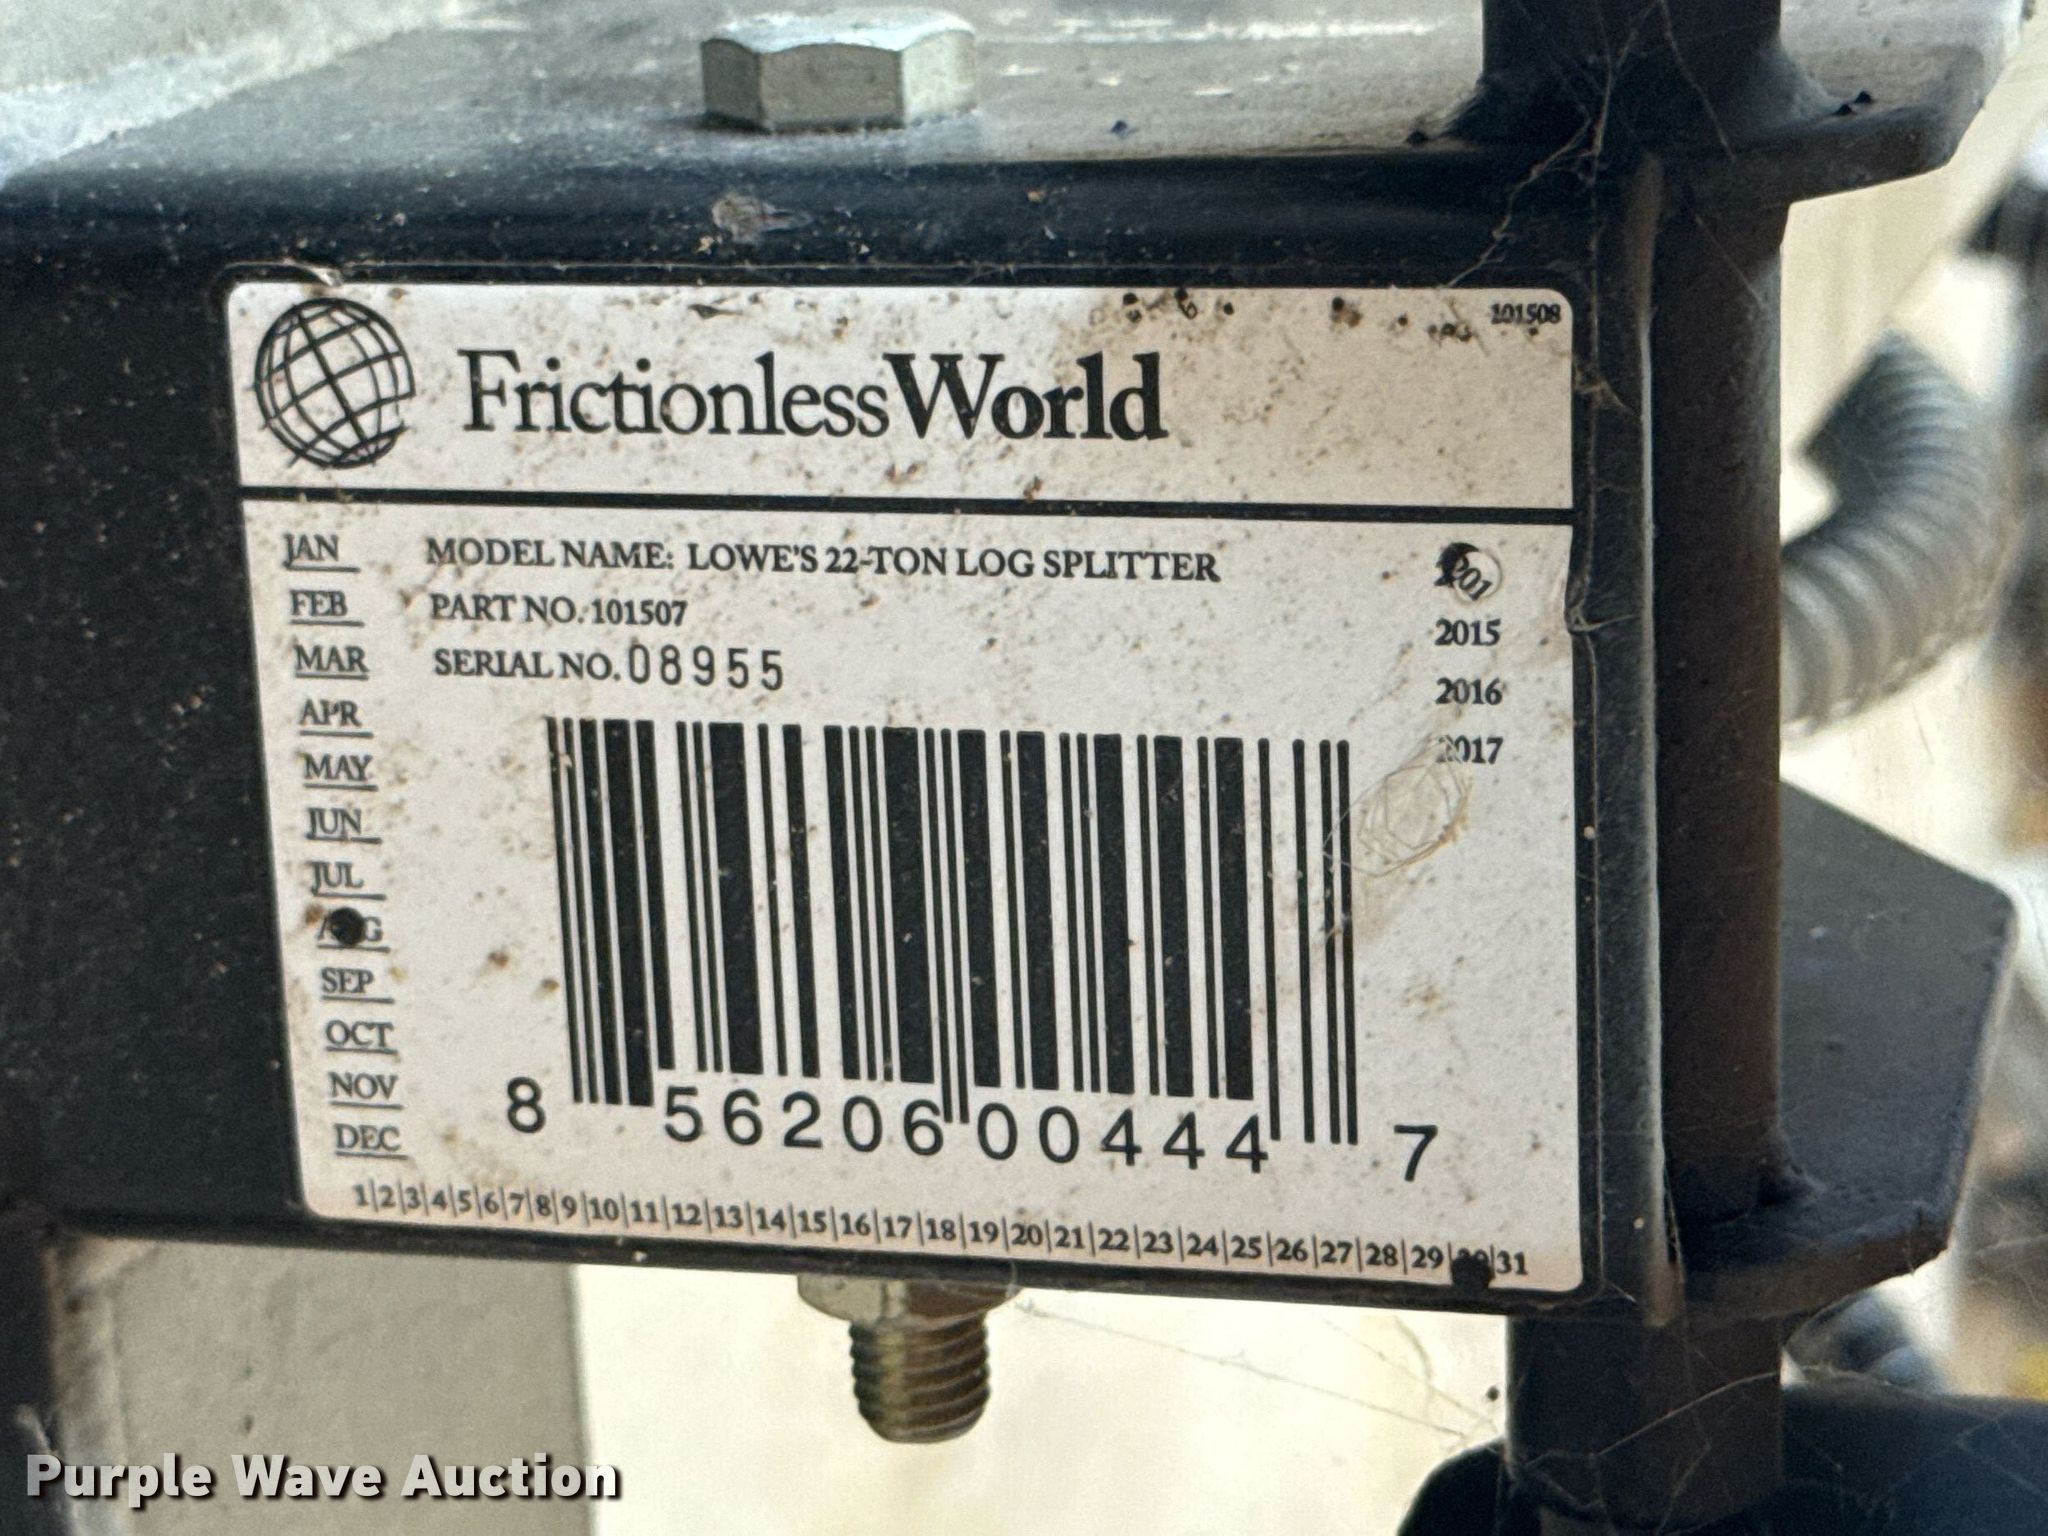 101508
FrictionlessWorld
JAN
FEB
MAR
APR
MAY
JUN
JUL
SEP
OCT
NOV
DEC
MODEL NAME: LOWE'S 22-TON LOG SPLITTER
PART NO. 101507
SERIAL NO. 08955
2015
2016
2017
8 56206 00444 7
1|2|3|4|5|6|7|8|9|10|11|12|13|14|15|16|17|18|19|20|21|22|23|24|25|26|27|28|29| |31
Purple Wave Auction